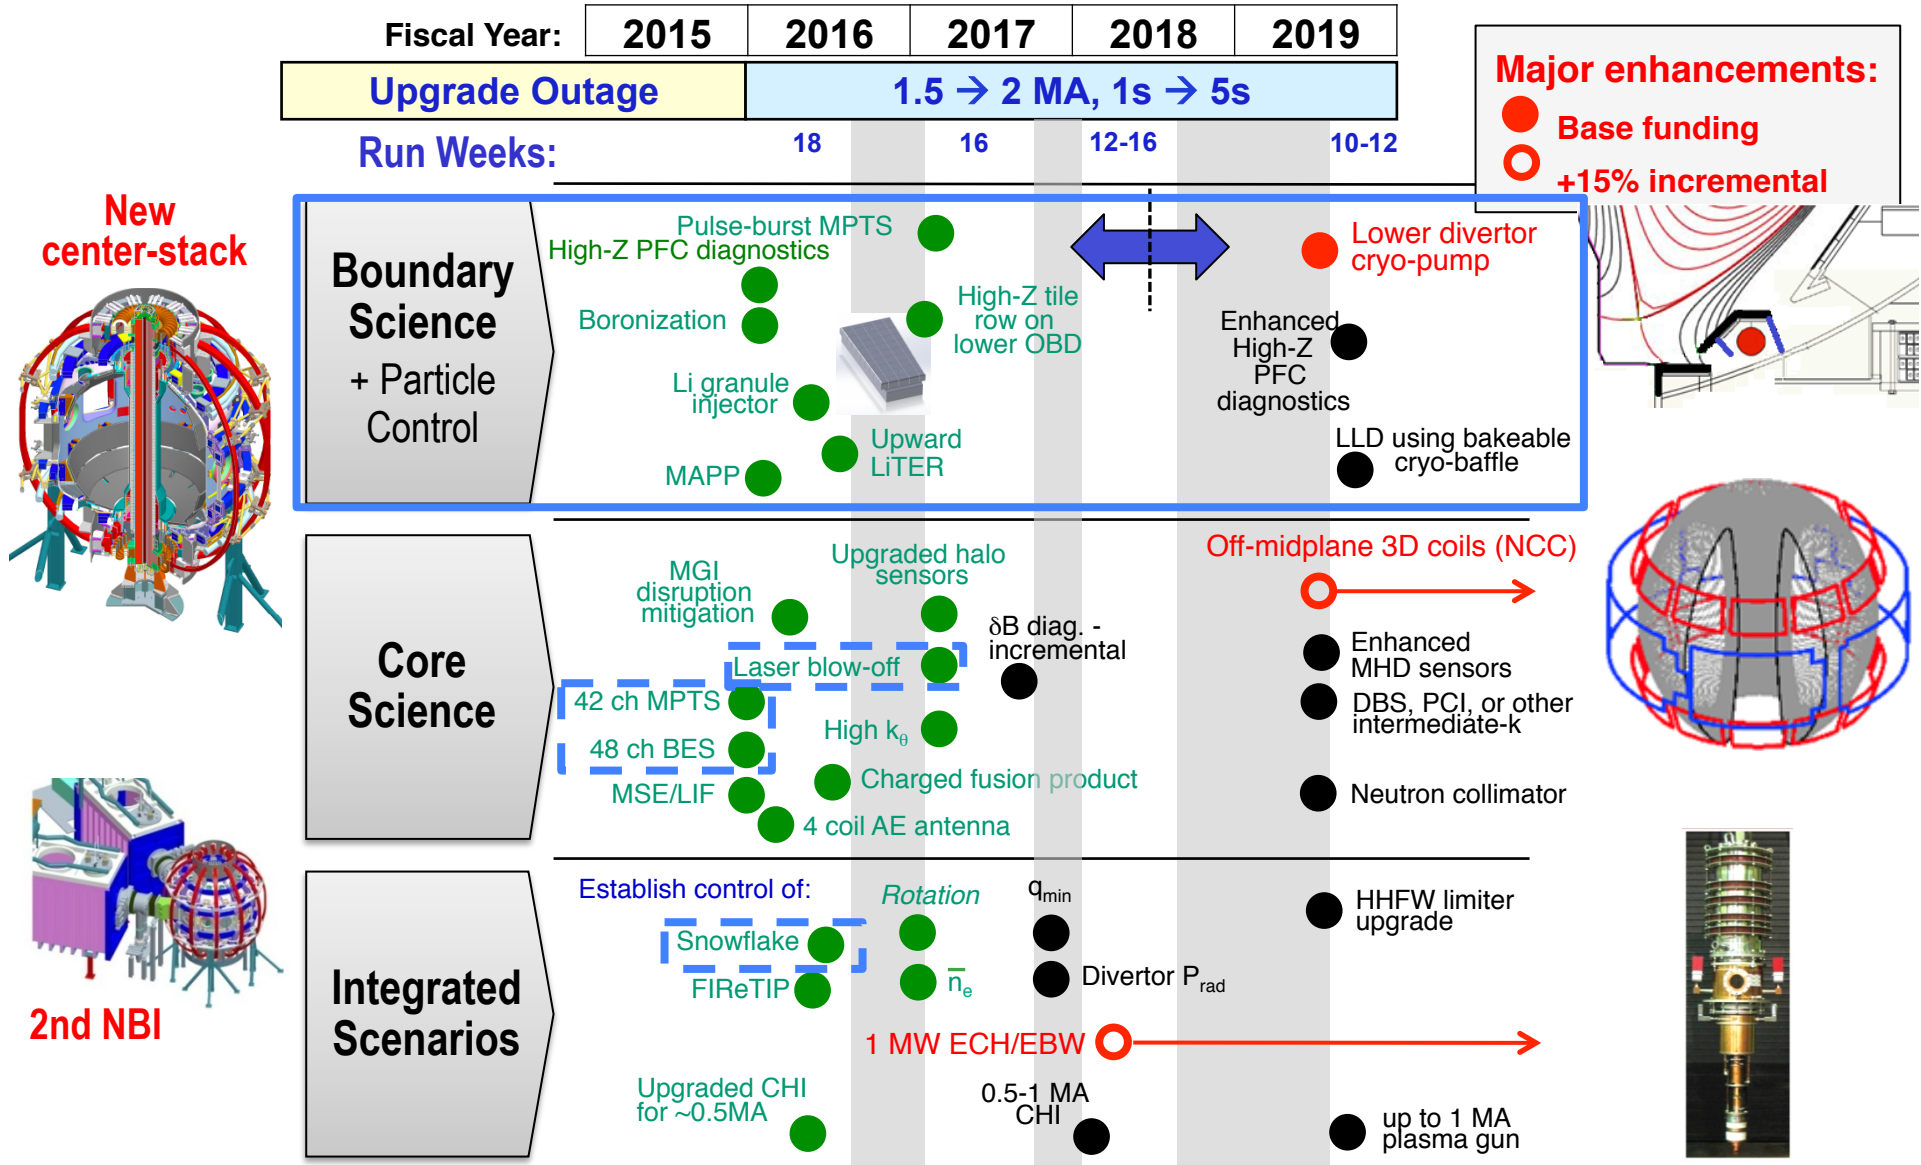 Fiscal Year: 2015 2016 2017 2018 2019
Upgrade Outage 1.5 → 2 MA, 1s → 5s
Run Weeks: 18 16 12-16 10-12
Major enhancements:
Base funding
+15% incremental
New
center-stack
2nd NBI
Boundary
Science
+ Particle
Control
Pulse-burst MPTS
High-Z PFC diagnostics
Boronization
Li granule
injector
MAPP
Upward
LiTER
High-Z tile
row on
lower OBD
Lower divertor
cryo-pump
Enhanced
High-Z
PFC
diagnostics
LLD using bakeable
cryo-baffle
Core
Science
MGI
disruption
mitigation
Upgraded halo
sensors
Laser blow-off
δB diag. -
incremental
42 ch MPTS
48 ch BES
MSE/LIF
High kθ
Charged fusion product
4 coil AE antenna
Off-midplane 3D coils (NCC)
Enhanced
MHD sensors
DBS, PCI, or other
intermediate-k
Neutron collimator
Integrated
Scenarios
Establish control of:
Snowflake
FIReTIP
Rotation
n̅e
qmin
Divertor Prad
HHFW limiter
upgrade
1 MW ECH/EBW
Upgraded CHI
for ~0.5MA
0.5-1 MA
CHI
up to 1 MA
plasma gun